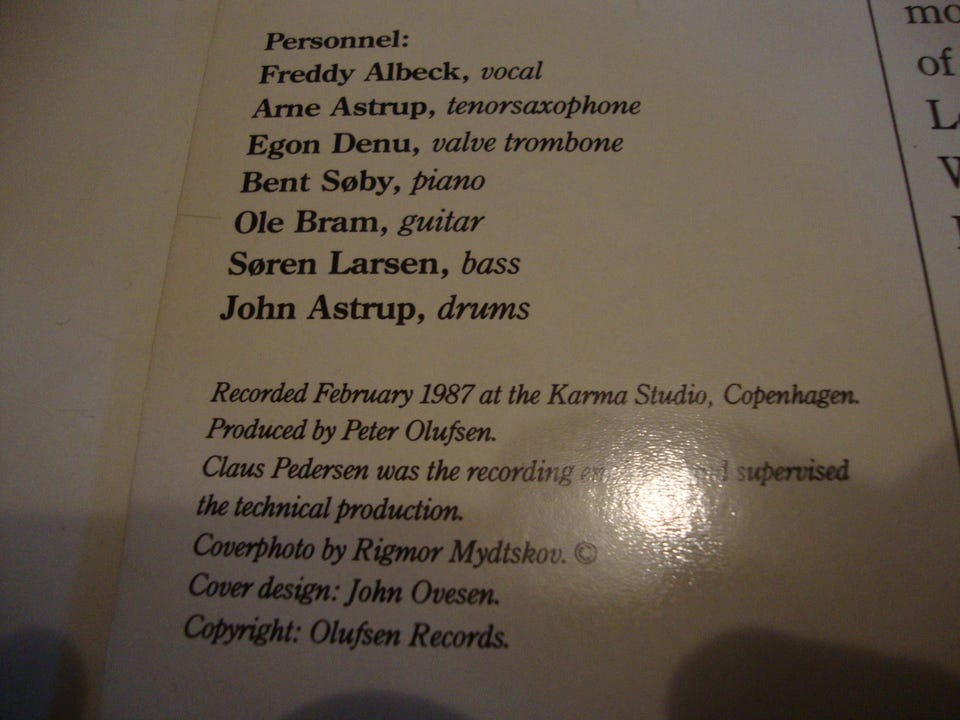 Personnel:
Freddy Albeck, vocal
Arne Astrup, tenorsaxophone
Egon Denu, valve trombone
Bent Søby, piano
Ole Bram, guitar
Søren Larsen, bass
John Astrup, drums
Recorded February 1987 at the Karma Studio, Copenhagen.
Produced by Peter Olufsen.
Claus Pedersen was the recording supervised
the technical production.
Coverphoto by Rigmor Mydtskov. ©
Cover design: John Ovesen.
Copyright: Olufsen Records.
of